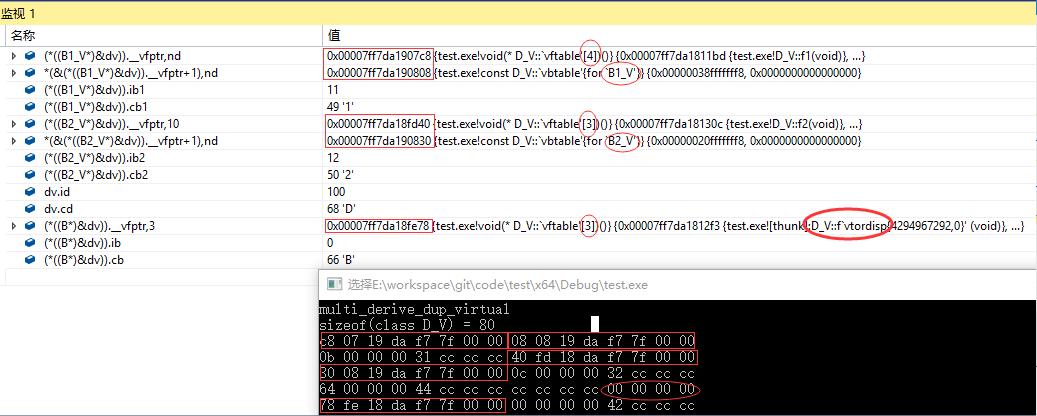 监视 1
名称 值
(*((B1_V*)&dv)).__vfptr,nd 0x00007ff7da1907c8 {test.exe!void(* D_V::`vftable'[4])()} {0x00007ff7da1811bd {test.exe!D_V::f1(void)}, ...}
*(&(*((B1_V*)&dv)).__vfptr+1),nd 0x00007ff7da190808 {test.exe!const D_V::`vbtable'{for `B1_V'}} {0x00000038fffffff8, 0x0000000000000000}
(*((B1_V*)&dv)).ib1 11
(*((B1_V*)&dv)).cb1 49 '1'
(*((B2_V*)&dv)).__vfptr,10 0x00007ff7da18fd40 {test.exe!void(* D_V::`vftable'[3])()} {0x00007ff7da18130c {test.exe!D_V::f2(void)}, ...}
*(&(*((B2_V*)&dv)).__vfptr+1),nd 0x00007ff7da190830 {test.exe!const D_V::`vbtable'{for `B2_V'}} {0x00000020fffffff8, 0x0000000000000000}
(*((B2_V*)&dv)).ib2 12
(*((B2_V*)&dv)).cb2 50 '2'
dv.id 100
dv.cd 68 'D'
(*((B*)&dv)).__vfptr,3 0x00007ff7da18fe78 {test.exe!void(* D_V::`vftable'[3])()} {0x00007ff7da1812f3 {test.exe![thunk]:D_V::f`vtordisp{4294967292,0}' (void)}, ...}
(*((B*)&dv)).ib 0
(*((B*)&dv)).cb 66 'B'
选择E:\workspace\git\code\test\x64\Debug\test.exe
multi_derive_dup_virtual
sizeof(class D_V) = 80
c8 07 19 da f7 7f 00 00 08 08 19 da f7 7f 00 00
0b 00 00 00 31 cc cc cc 40 fd 18 da f7 7f 00 00
30 08 19 da f7 7f 00 00 0c 00 00 00 32 cc cc cc
64 00 00 00 44 cc cc cc cc cc cc cc 00 00 00 00
78 fe 18 da f7 7f 00 00 00 00 00 00 42 cc cc cc